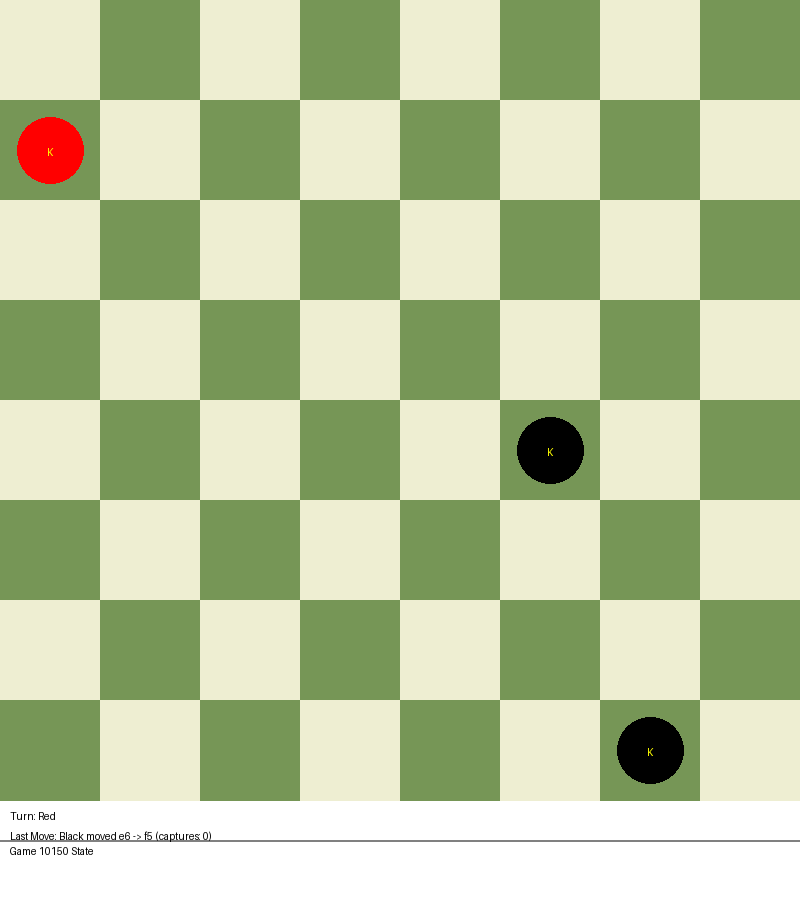 K
K
K
Turn: Red
Last Move: Black moved e6 -> f5 (captures: 0)
Game 10150 State